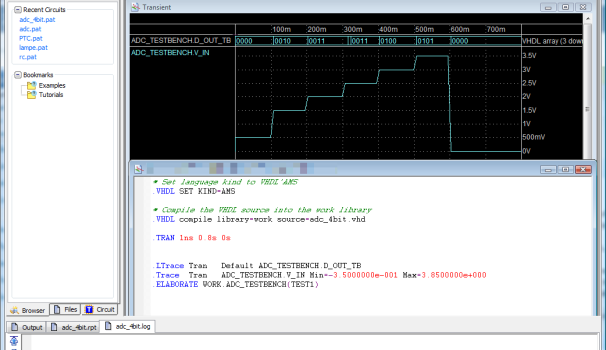 Recent Circuits
adc_4bit.pat
adc.pat
PTC.pat
lampe.pat
rc.pat
Bookmarks
Examples
Tutorials
Browser Files Circuit
Transient
100m 200m 300m 400m 500m 600m 700m
ADC_TESTBENCH.D_OUT_TB 0000 0010 0011 0011 0100 0101 0000 VHDL array (3 down
ADC_TESTBENCH.V_IN
3.5V
3V
2.5V
2V
1.5V
1V
500mV
0V
* Set language kind to VHDL-AMS
.VHDL SET KIND=AMS
* Compile the VHDL source into the work library
.VHDL compile library=work source=adc_4bit.vhd
.TRAN 1ns 0.8s 0s
.LTrace Tran Default ADC_TESTBENCH.D_OUT_TB
.Trace Tran ADC_TESTBENCH.V_IN Min=-3.5000000e-001 Max=3.8500000e+000
.ELABORATE WORK.ADC_TESTBENCH(TEST1)
Output adc_4bit.rpt adc_4bit.log